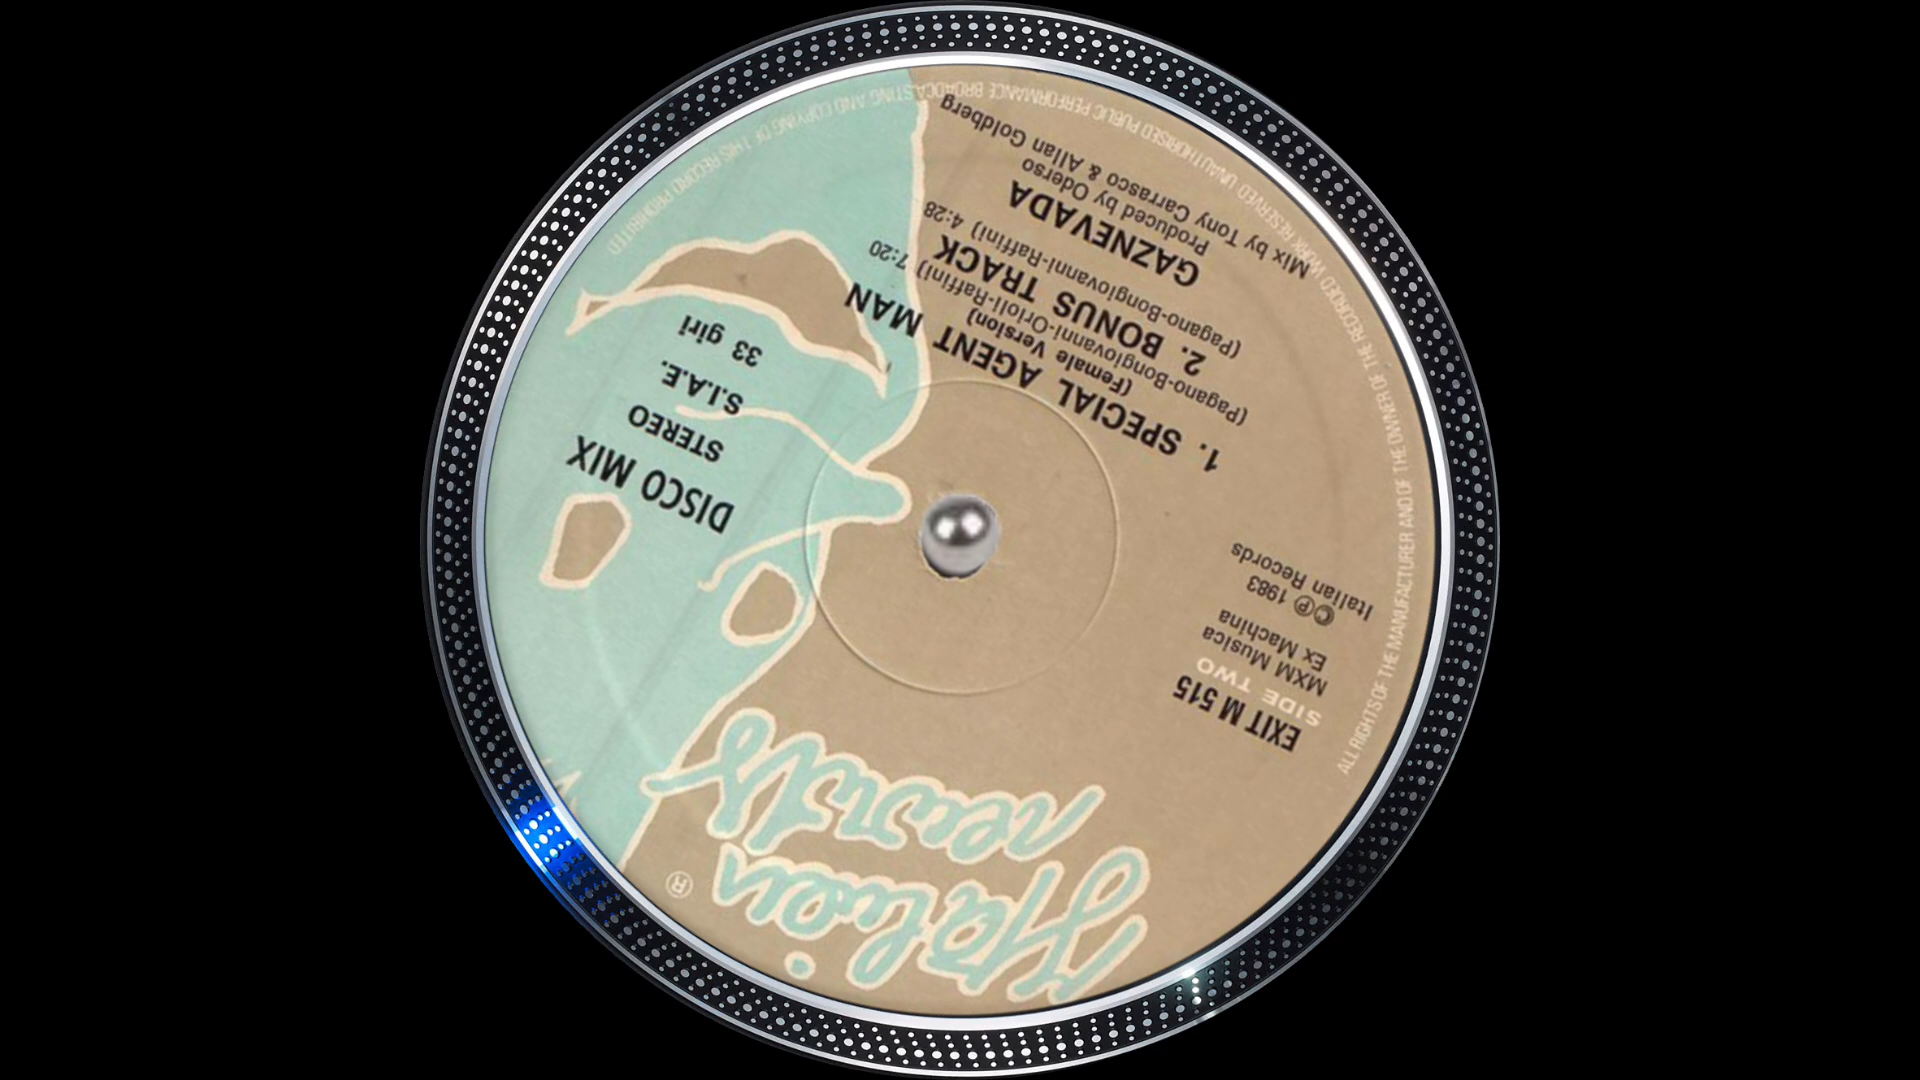 Italian
records
®
EXIT M 515
SIDE TWO
MXM Musica
Ex Machina
©℗ 1983
Italian Records
DISCO MIX
STEREO
S.I.A.E.
33 giri
1. SPECIAL AGENT MAN
(Female Version)
(Pagano-Bongiovanni-Orioli-Raffini) 7:20
2. BONUS TRACK
(Pagano-Bongiovanni-Raffini) 4:28
GAZNEVADA
Produced by Oderso
Mix by Tony Carrasco & Allan Goldberg
ALL RIGHTS OF THE MANUFACTURER AND OF THE OWNER OF THE RECORDED WORK RESERVED UNAUTHORISED PUBLIC PERFORMANCE BROADCASTING AND COPYING OF THIS RECORD PROHIBITED